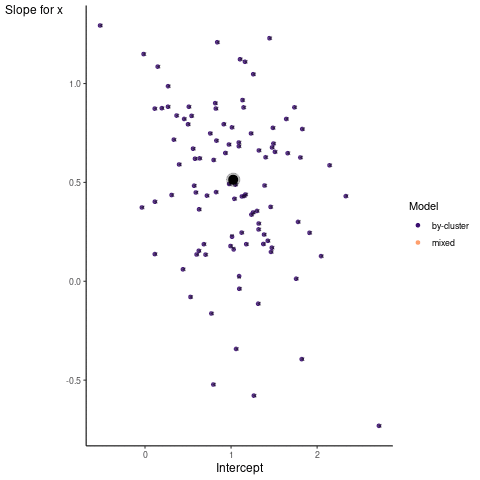 Slope for x
1.0
0.5
0.0
-0.5
0
1
2
Intercept
Model
by-cluster
mixed